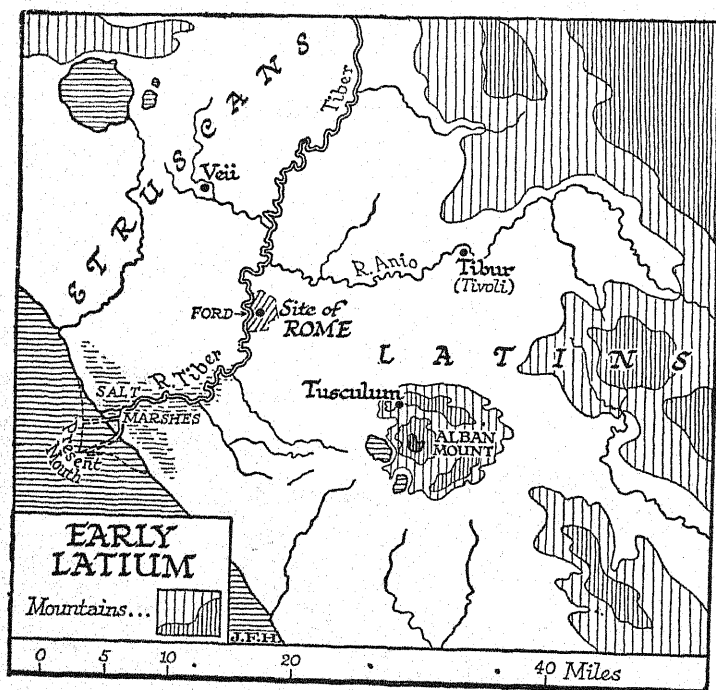 ETRUSCANS
Tiber
Veii
R. Anio
Tibur
(Tivoli)
FORD
Site of
ROME
LATINS
R. Tiber
SALT
MARSHES
Tusculum
ALBAN
MOUNT
Present
Mouth
EARLY
LATIUM
Mountains...
J.F.H.
0 5 10 20 40 Miles